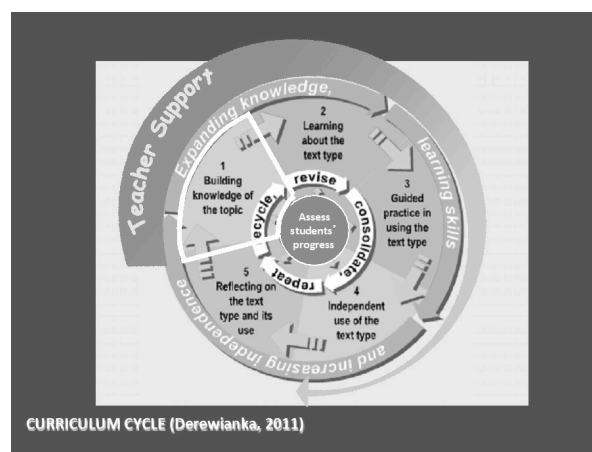 Teacher Support
Expanding knowledge,
learning skills
and increasing independence
1
Building
knowledge of
the topic
2
Learning
about the
text type
3
Guided
practice in
using the
text type
4
Independent
use of the
text type
5
Reflecting on
the text
type and its
use
revise
consolidate,
repeat
ecycle,
Assess
students'
progress
CURRICULUM CYCLE (Derewianka, 2011)